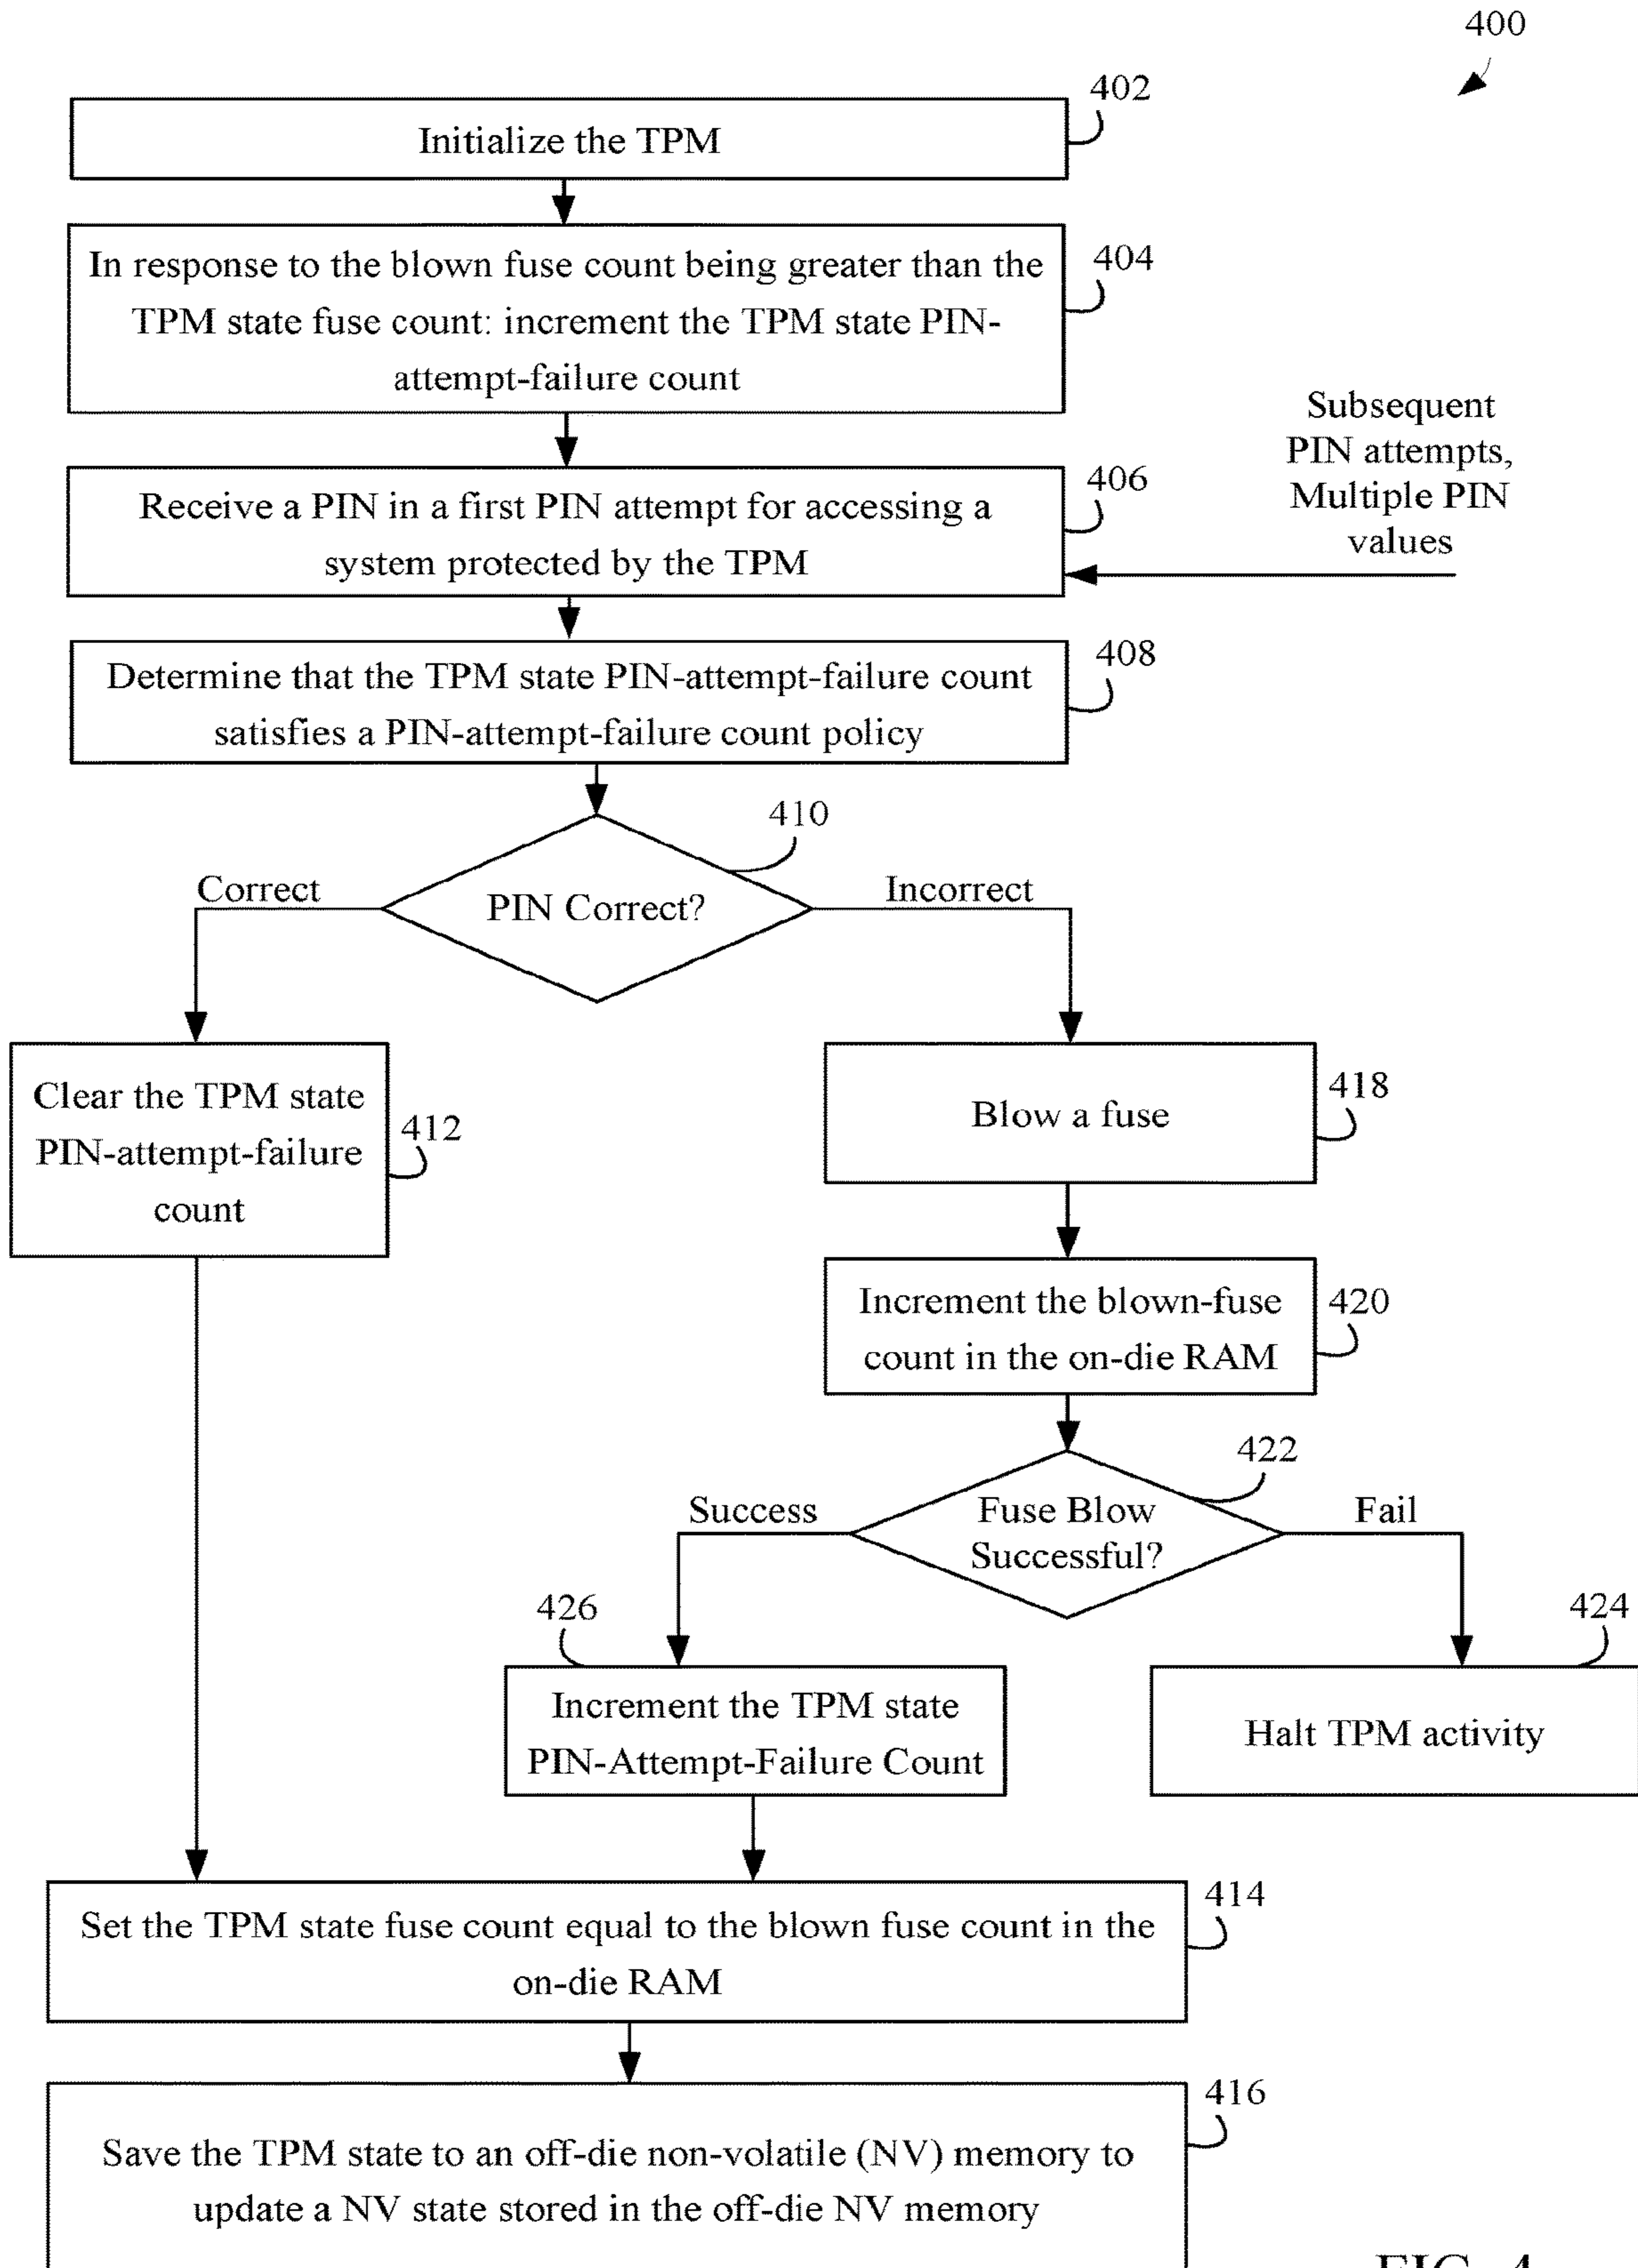 400
402
Initialize the TPM
404
In response to the blown fuse count being greater than the
TPM state fuse count: increment the TPM state PIN-
attempt-failure count
Subsequent
PIN attempts,
Multiple PIN
values
406
Receive a PIN in a first PIN attempt for accessing a
system protected by the TPM
408
Determine that the TPM state PIN-attempt-failure count
satisfies a PIN-attempt-failure count policy
410
PIN Correct?
Correct
Incorrect
Clear the TPM state
PIN-attempt-failure
count
412
Blow a fuse
418
Increment the blown-fuse
count in the on-die RAM
420
422
Fuse Blow
Successful?
Success
Fail
426
Increment the TPM state
PIN-Attempt-Failure Count
424
Halt TPM activity
414
Set the TPM state fuse count equal to the blown fuse count in the
on-die RAM
416
Save the TPM state to an off-die non-volatile (NV) memory to
update a NV state stored in the off-die NV memory
FIG. 4